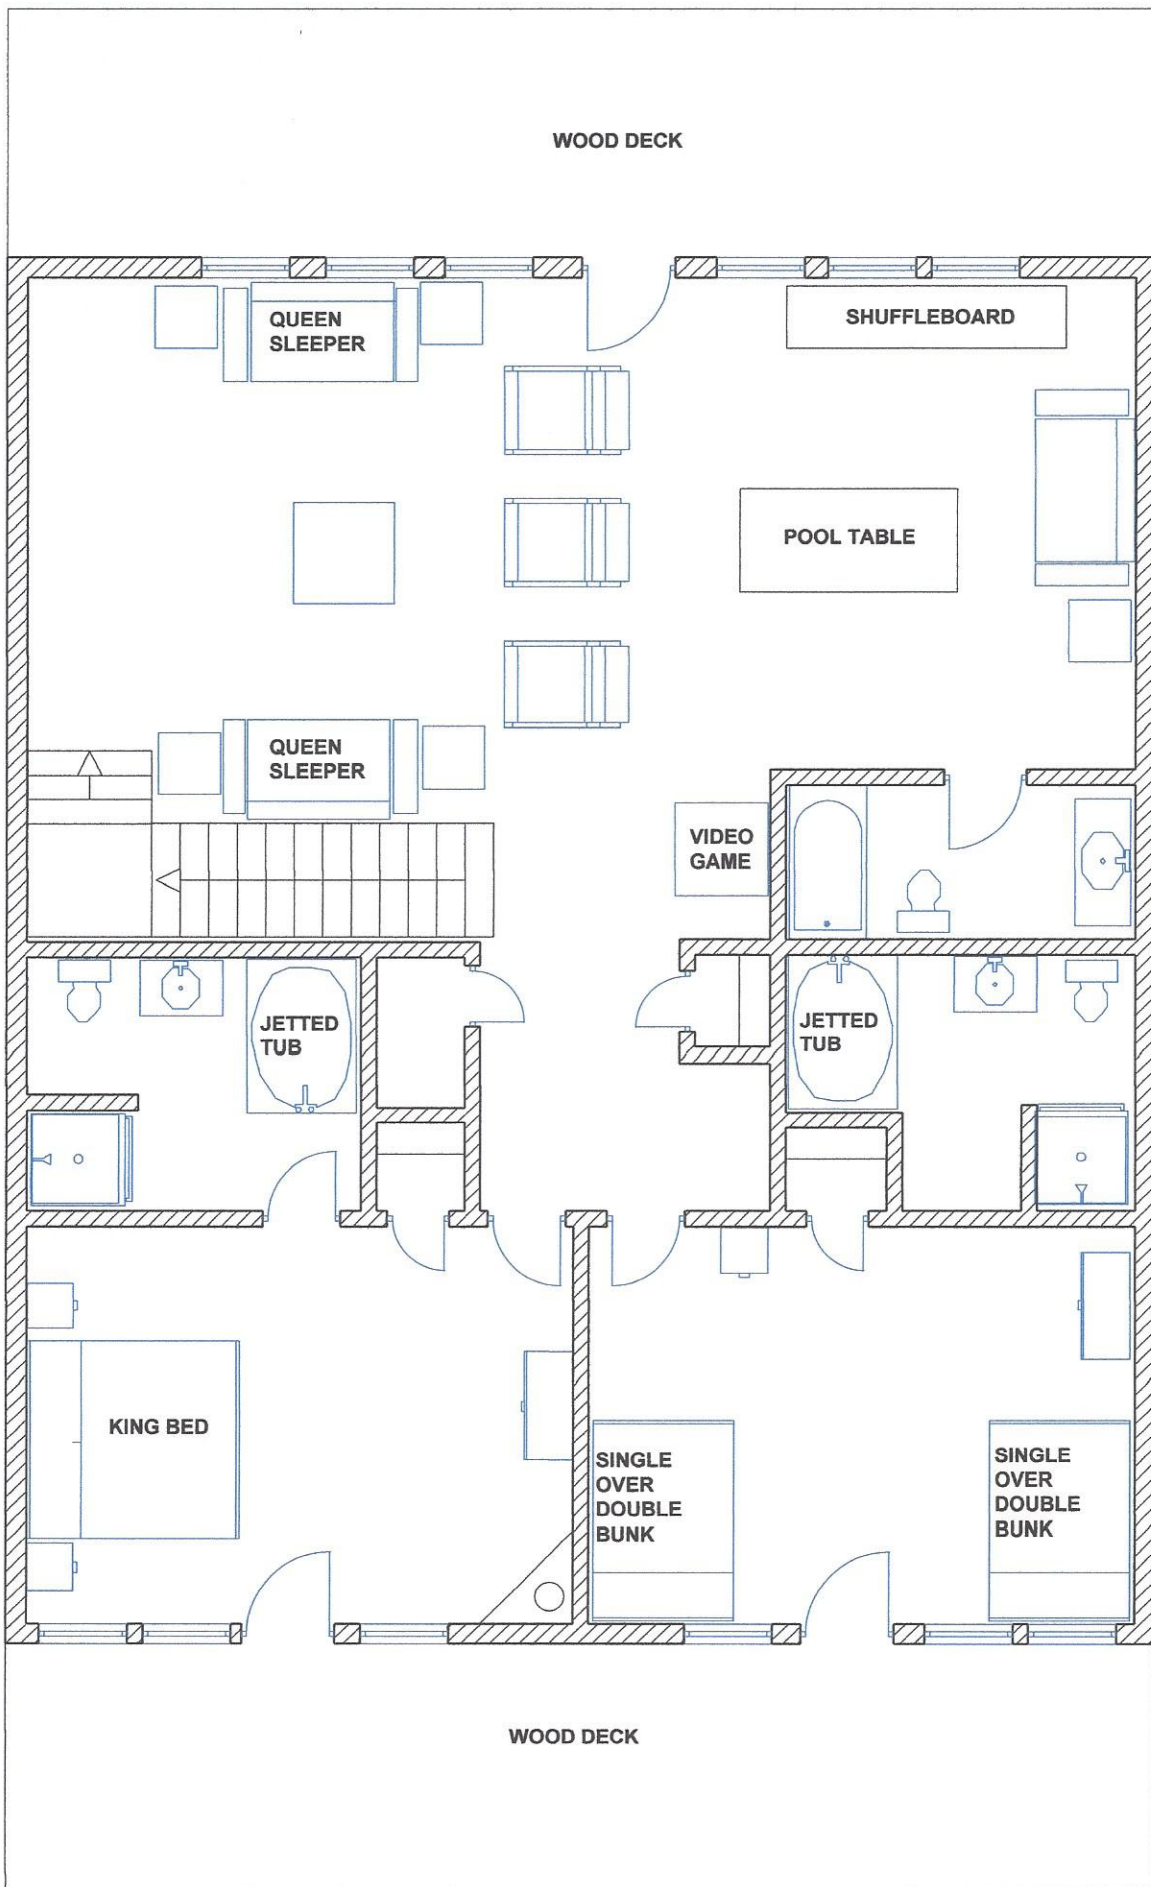 WOOD DECK
QUEEN
SLEEPER
SHUFFLEBOARD
POOL TABLE
QUEEN
SLEEPER
VIDEO
GAME
JETTED
TUB
JETTED
TUB
KING BED
SINGLE
OVER
DOUBLE
BUNK
SINGLE
OVER
DOUBLE
BUNK
WOOD DECK